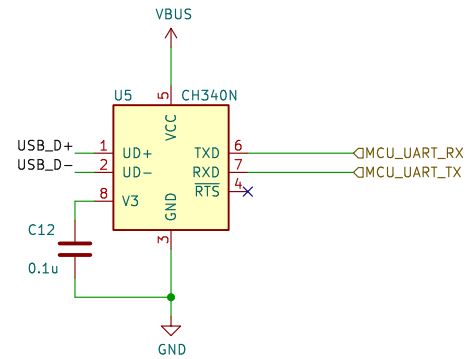 VBUS
U5
CH340N
5
VCC
USB_D+
1
UD+
TXD
6
MCU_UART_RX
USB_D-
2
UD-
RXD
7
MCU_UART_TX
RTS
4
8
V3
GND
3
C12
0.1u
GND